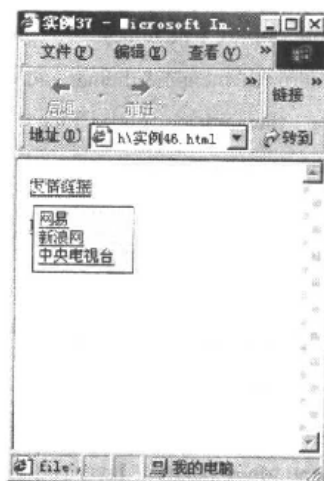 实例37 - Microsoft In...
文件(F) 编辑(E) 查看(V) »
后退 前进 » 链接
地址(D) h\实例46.html 转到
友情链接
网易
新浪网
中央电视台
file: 我的电脑